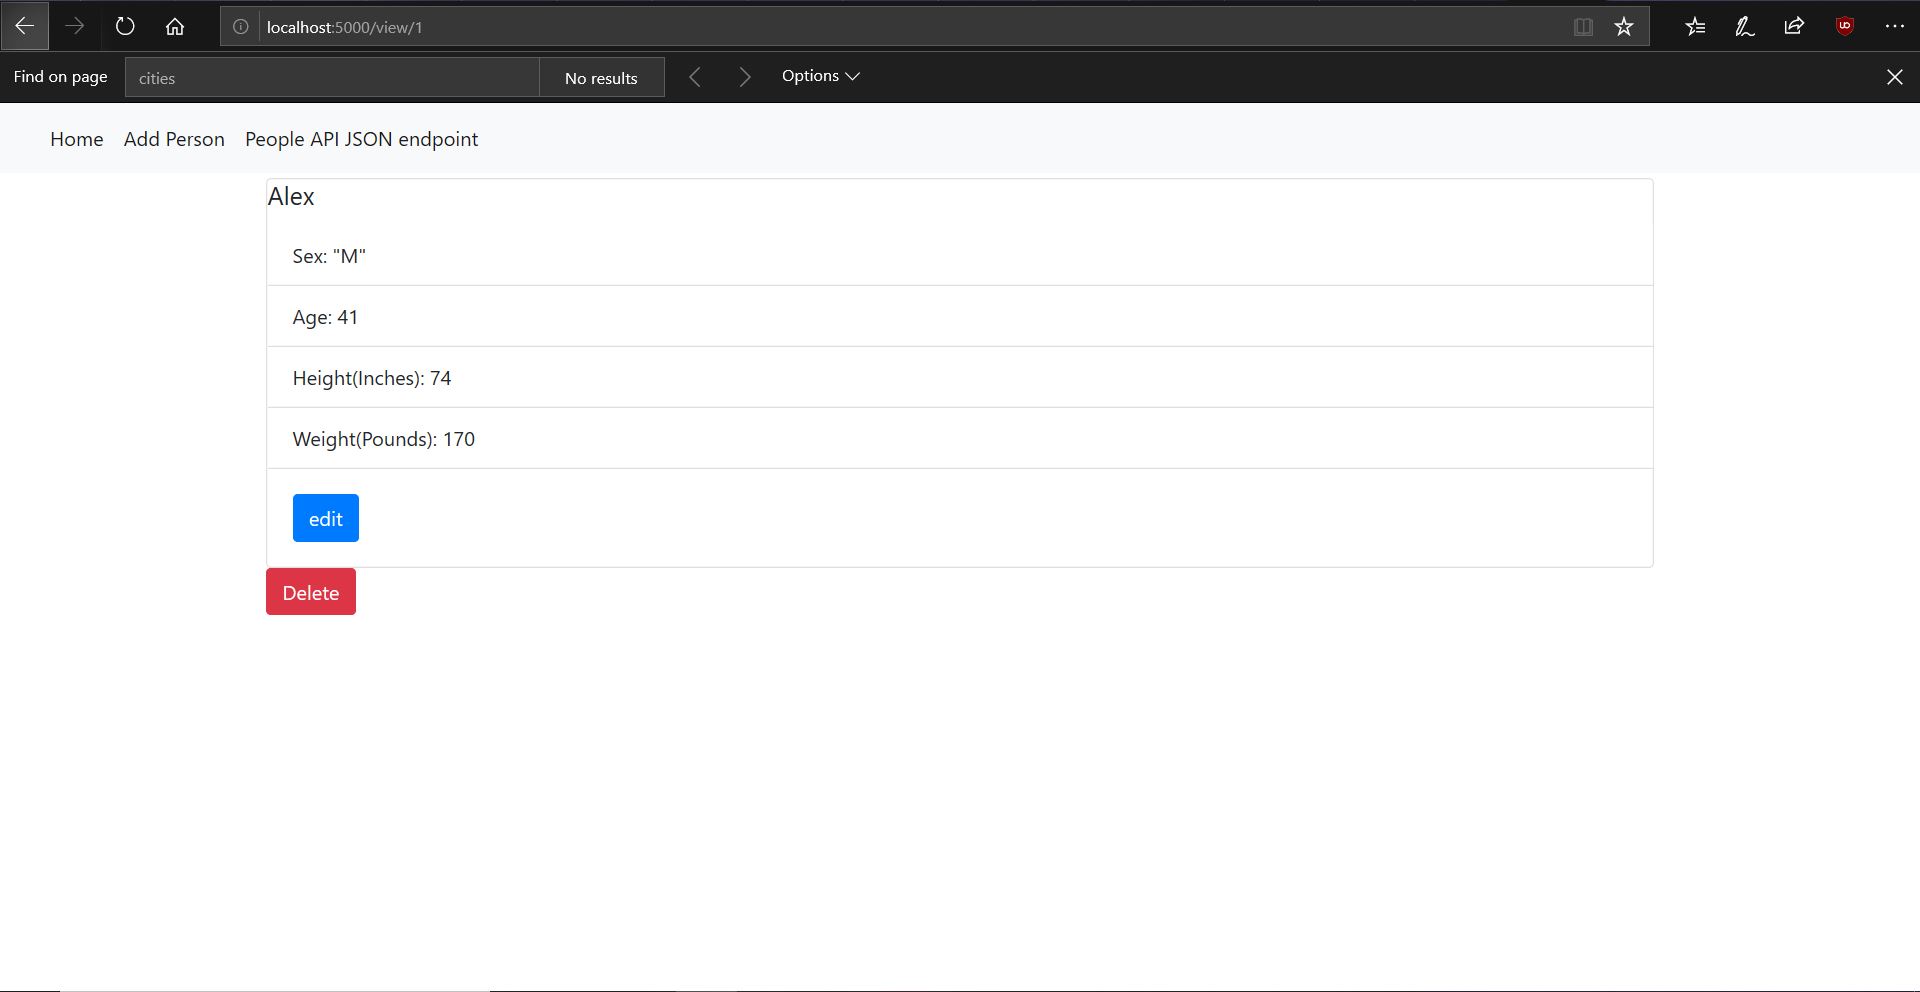 localhost:5000/view/1
Find on page cities No results Options
Home Add Person People API JSON endpoint
Alex
Sex: "M"
Age: 41
Height(Inches): 74
Weight(Pounds): 170
edit
Delete